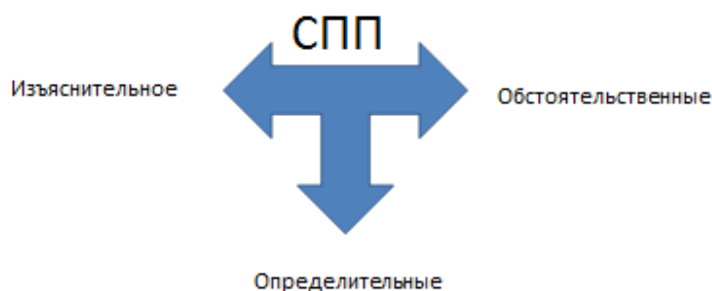 СПП
Изъяснительное
Обстоятельственные
Определительные